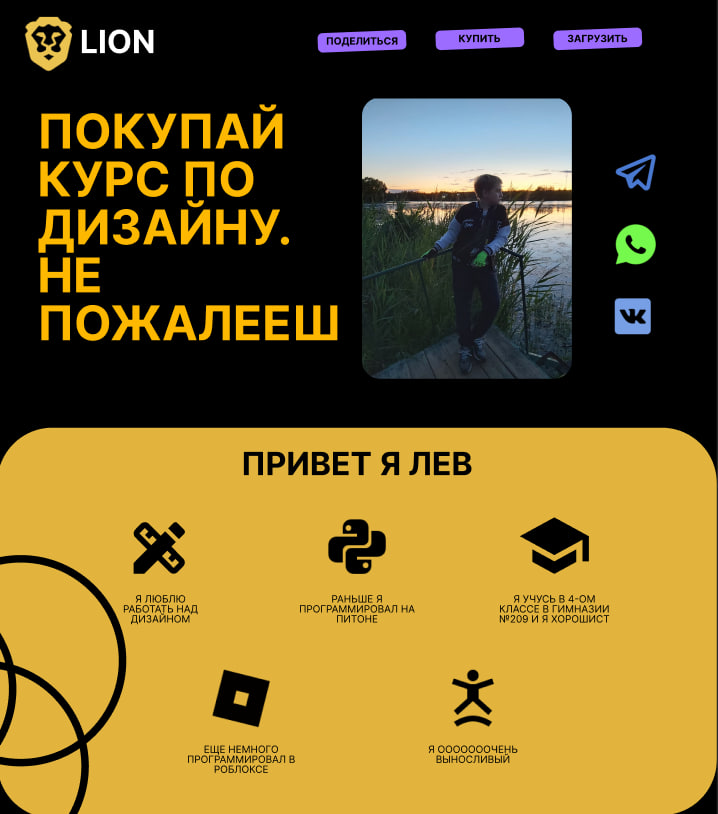 LION
ПОДЕЛИТЬСЯ
КУПИТЬ
ЗАГРУЗИТЬ
ПОКУПАЙ
КУРС ПО
ДИЗАЙНУ.
НЕ
ПОЖАЛЕЕШ
ПРИВЕТ Я ЛЕВ
Я ЛЮБЛЮ
РАБОТАТЬ НАД
ДИЗАЙНОМ
РАНЬШЕ Я
ПРОГРАММИРОВАЛ НА
ПИТОНЕ
Я УЧУСЬ В 4-ОМ
КЛАССЕ В ГИМНАЗИИ
№209 И Я ХОРОШИСТ
ЕЩЕ НЕМНОГО
ПРОГРАММИРОВАЛ В
РОБЛОКСЕ
Я ОООООООЧЕНЬ
ВЫНОСЛИВЫЙ